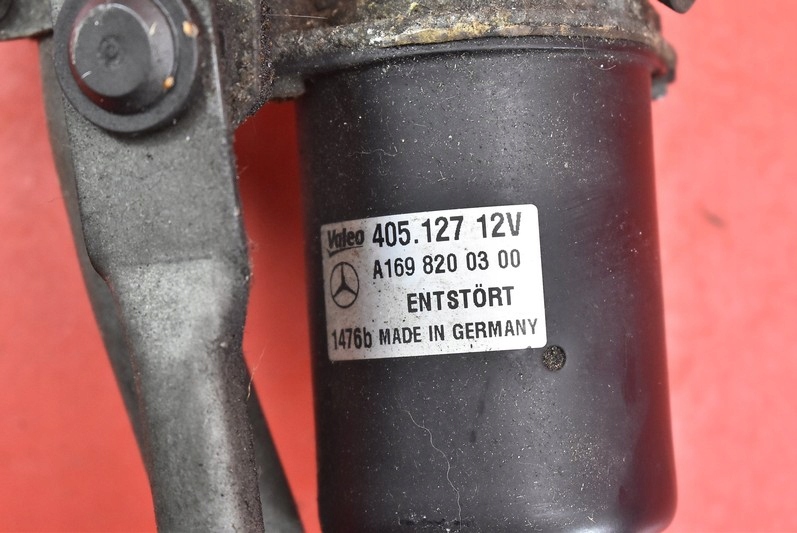 Valeo 405.127 12V
A169 820 03 00
ENTSTÖRT
1476b MADE IN GERMANY